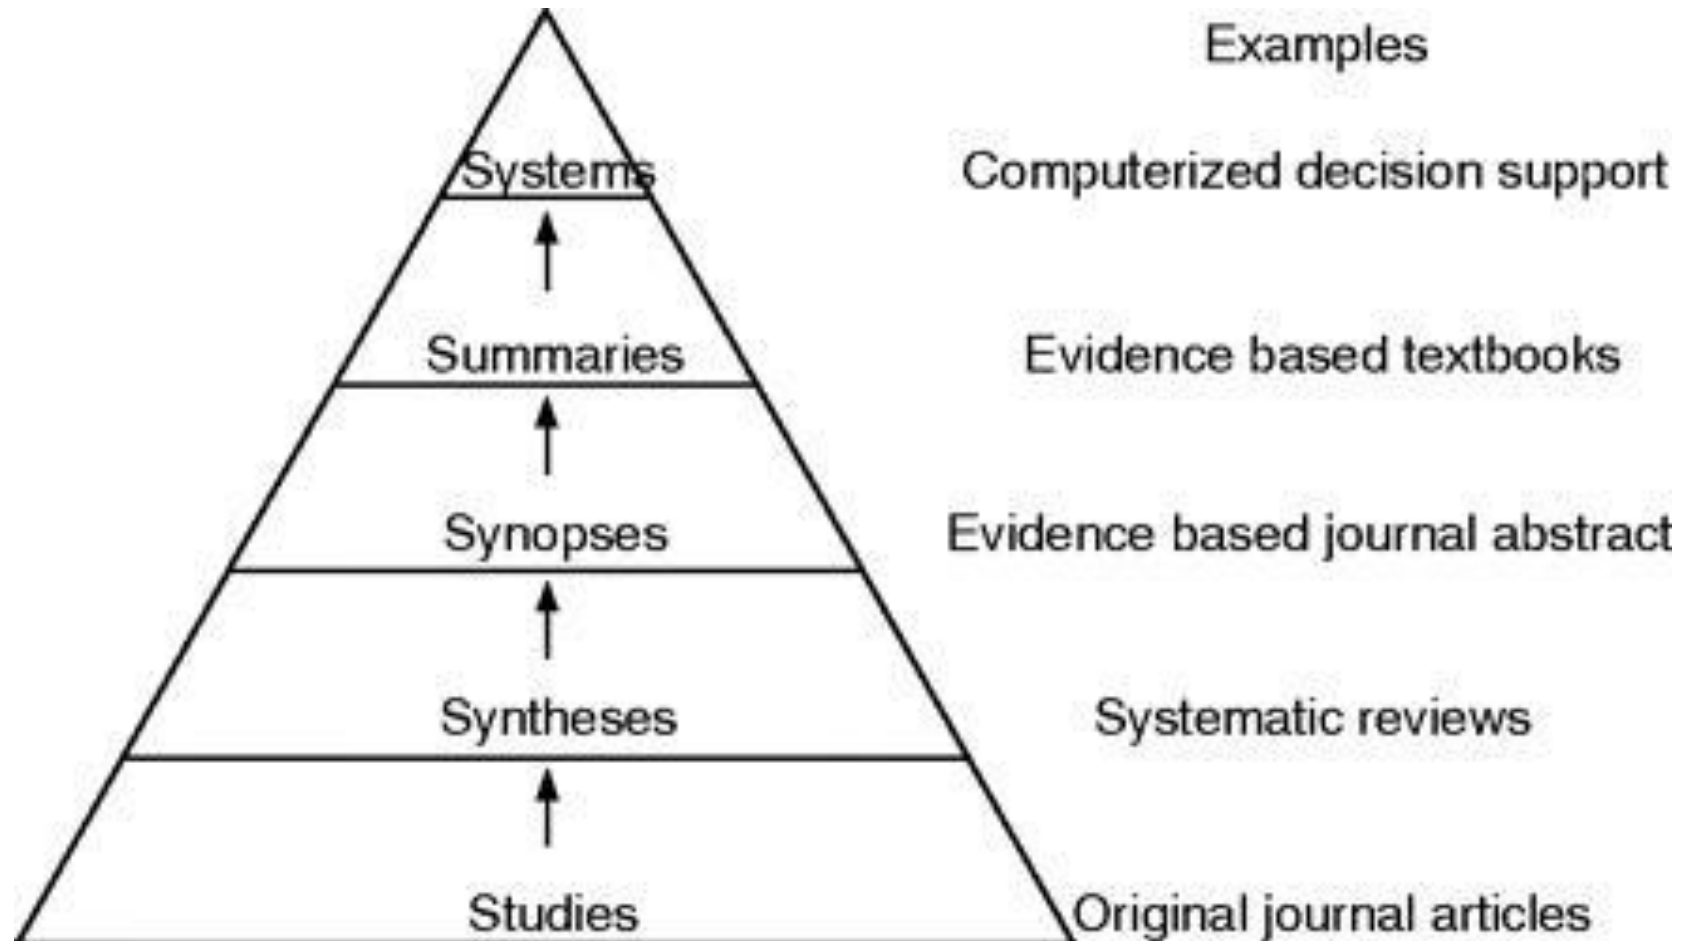 Examples
Systems
Computerized decision support
Summaries
Evidence based textbooks
Synopses
Evidence based journal abstract
Syntheses
Systematic reviews
Studies
Original journal articles